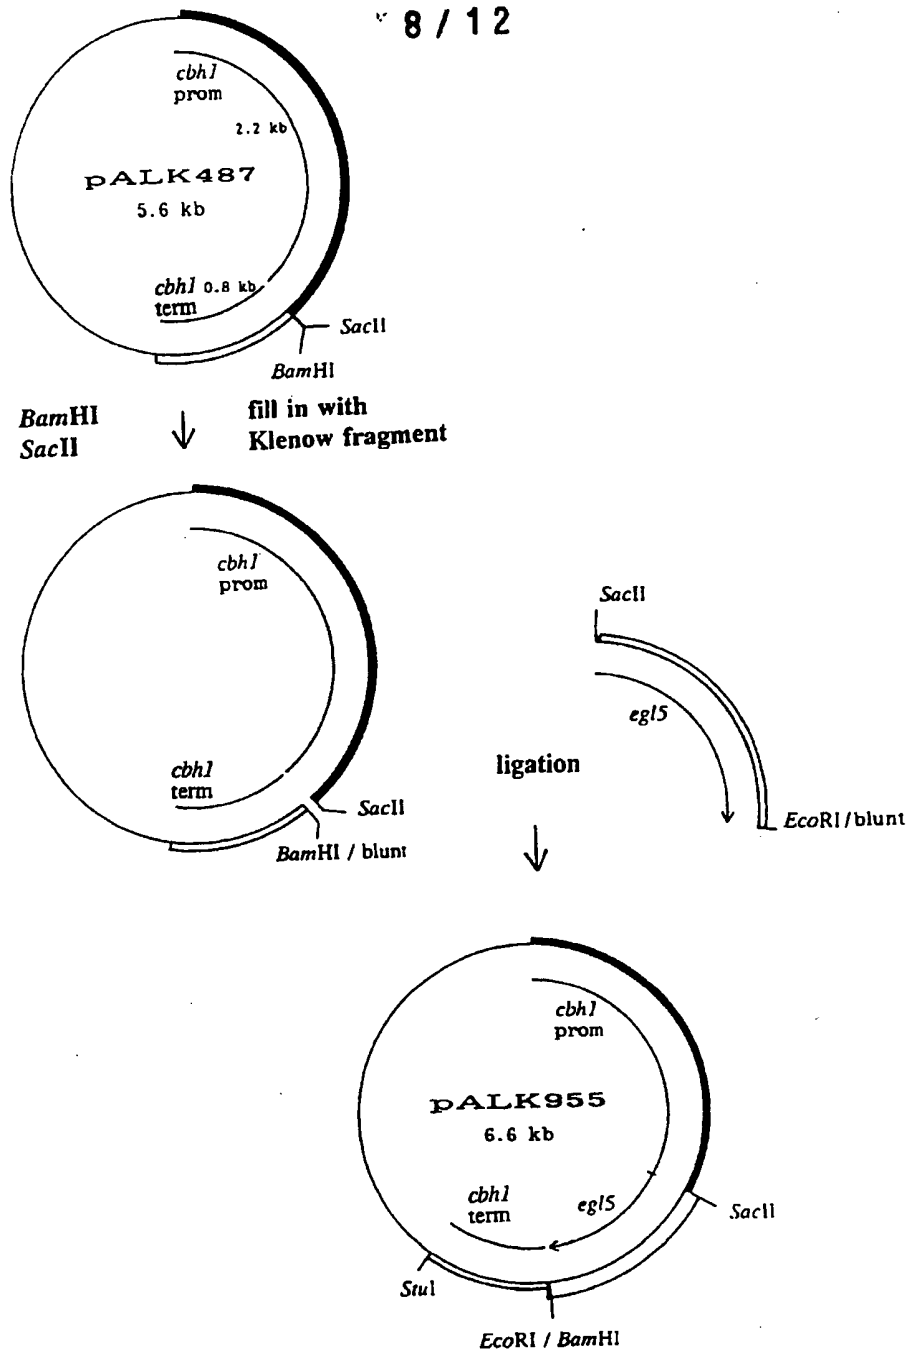 8 / 12
cbh1
prom
2.2 kb
pALK487
5.6 kb
cbh1 0.8 kb
term
SacII
BamHI
BamHI
SacII
fill in with
Klenow fragment
cbh1
prom
cbh1
term
SacII
BamHI / blunt
SacII
egl5
EcoRI/blunt
ligation
cbh1
prom
pALK955
6.6 kb
cbh1
term
egl5
SacII
StuI
EcoRI / BamHI